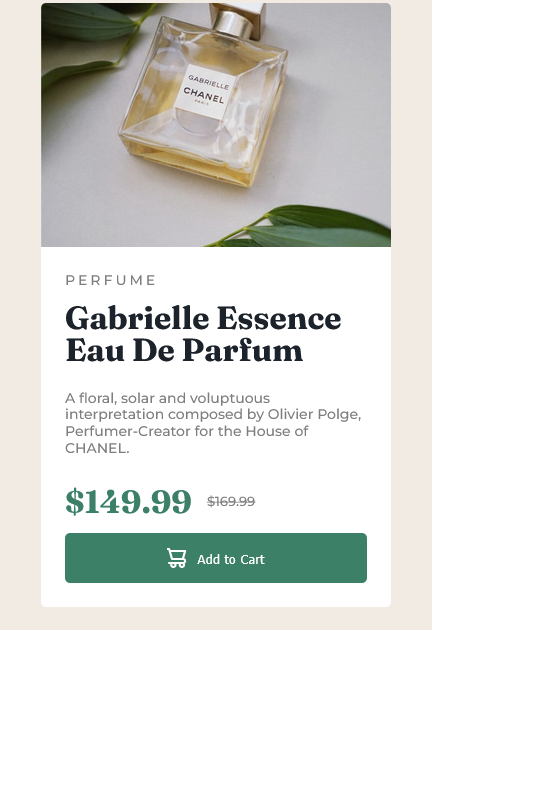 GABRIELLE
CHANEL
PARIS
PERFUME
Gabrielle Essence
Eau De Parfum
A floral, solar and voluptuous
interpretation composed by Olivier Polge,
Perfumer-Creator for the House of
CHANEL.
$149.99 $169.99
Add to Cart